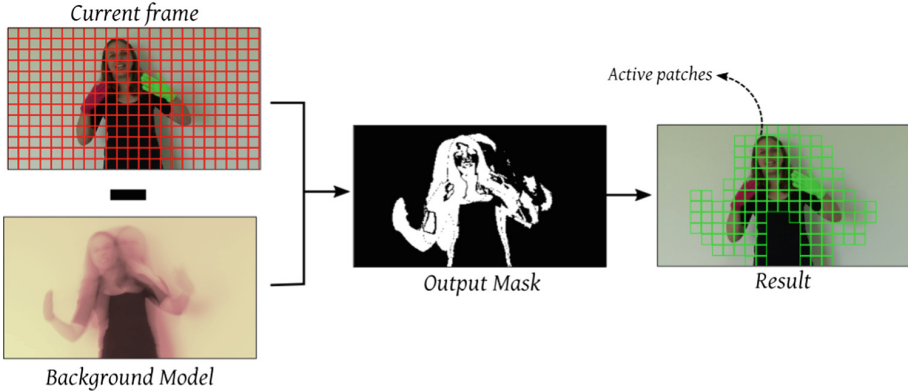 Current frame
Active patches
Output Mask
Result
Background Model